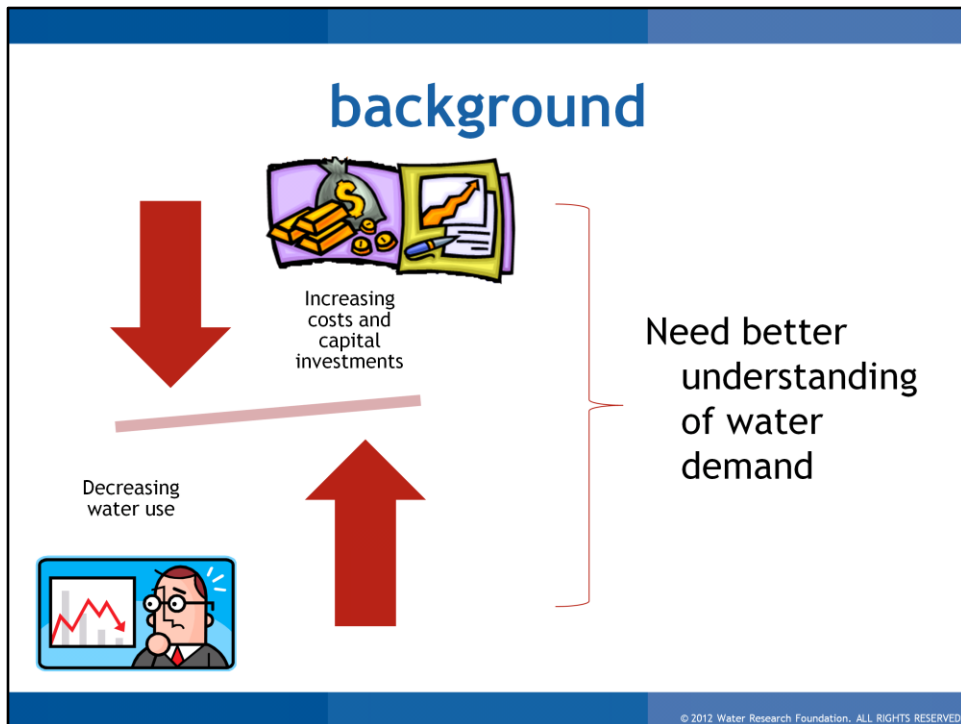 background
Increasing
costs and
capital
investments
Decreasing
water use
Need better
understanding
of water
demand
$
© 2012 Water Research Foundation. ALL RIGHTS RESERVED